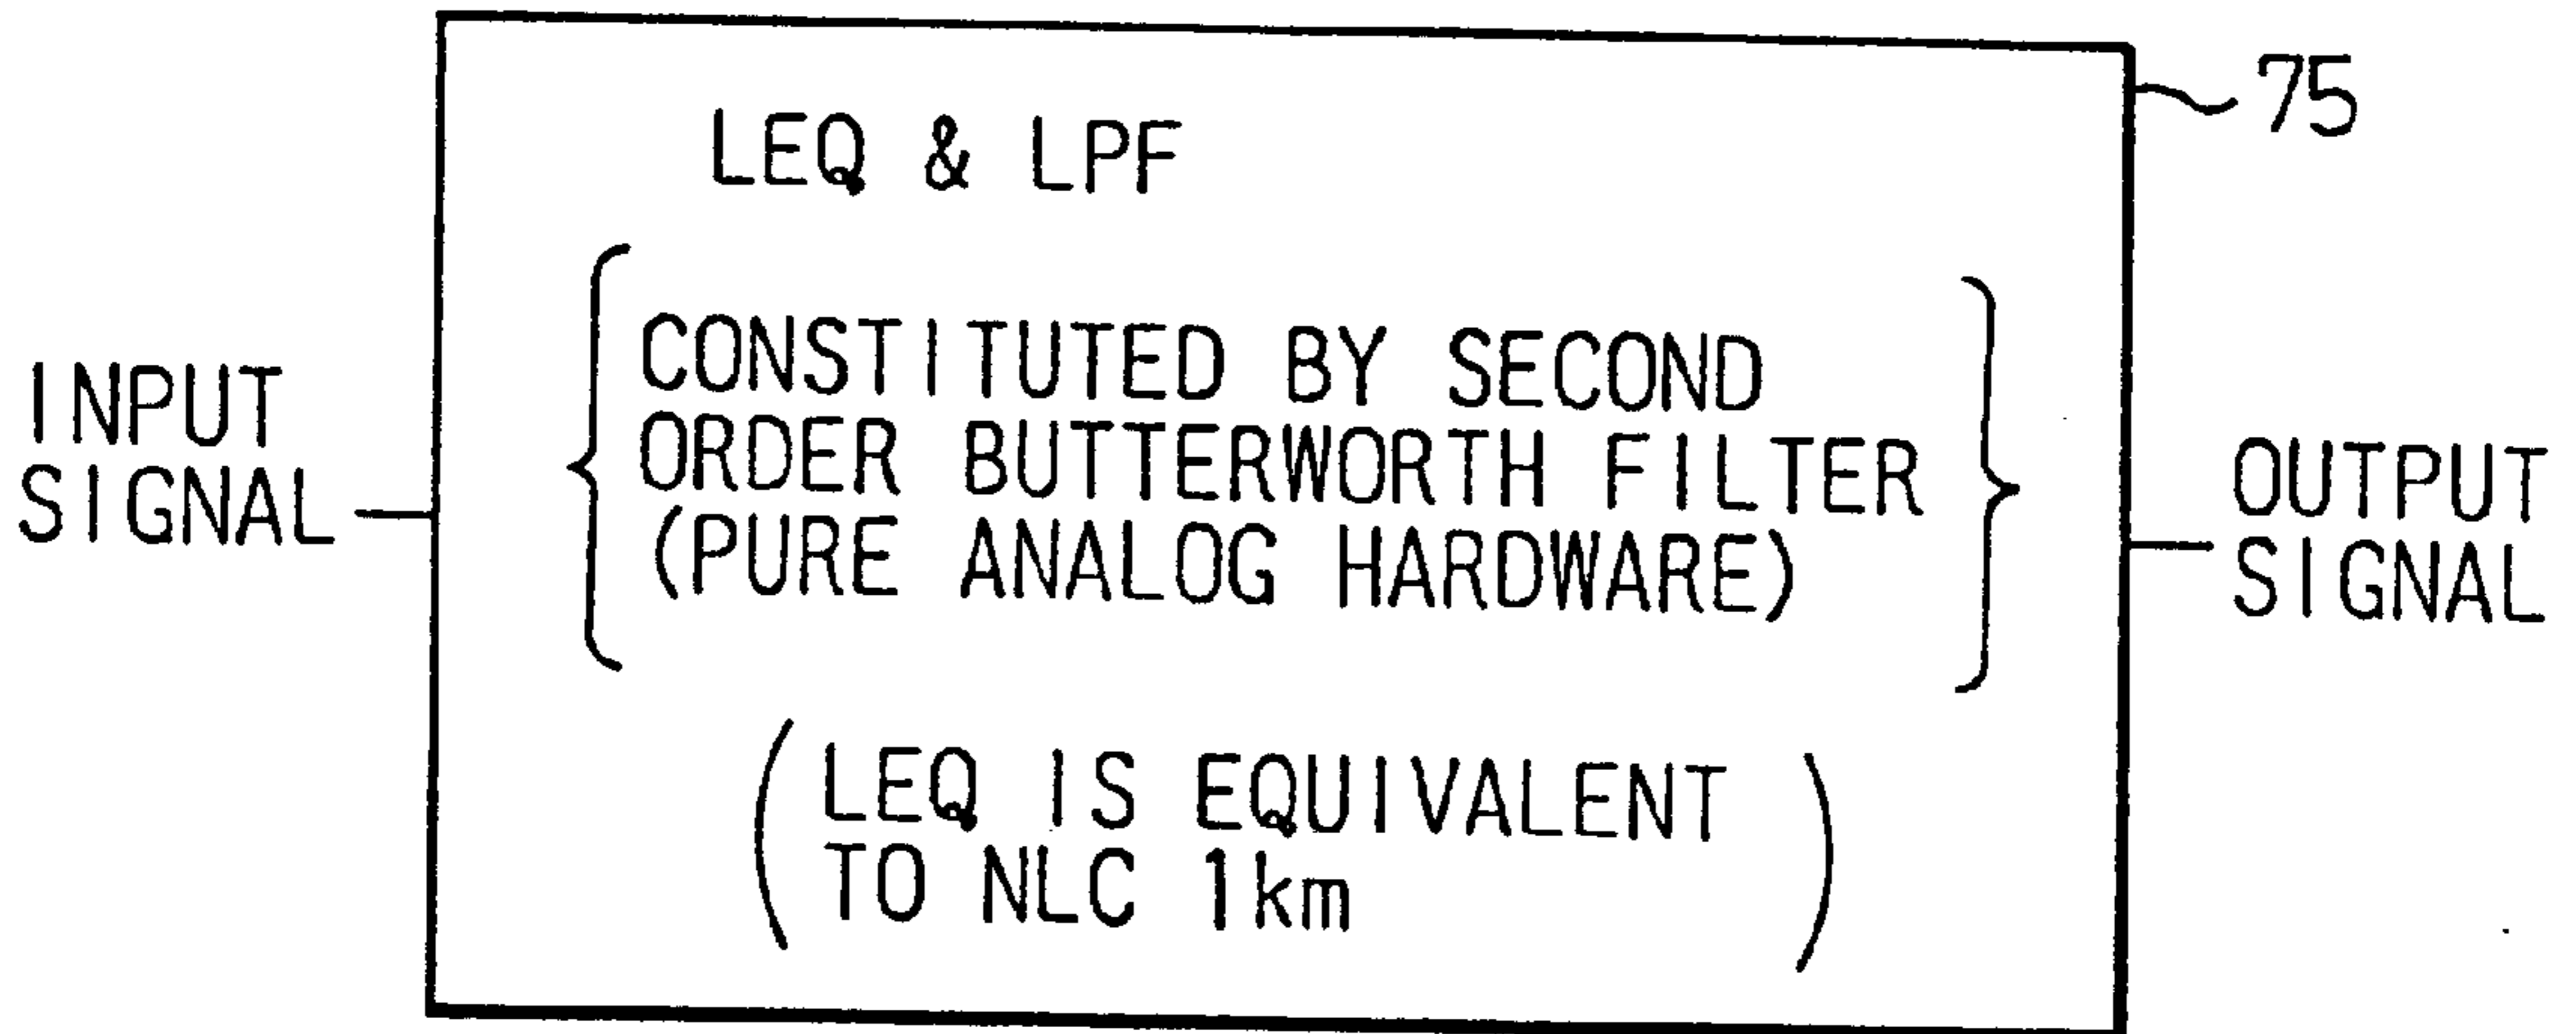 75
LEQ & LPF
CONSTITUTED BY SECOND
ORDER BUTTERWORTH FILTER
(PURE ANALOG HARDWARE)
INPUT
SIGNAL
OUTPUT
SIGNAL
(LEQ IS EQUIVALENT
TO NLC 1km)